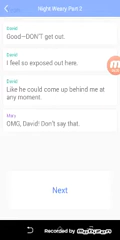 Night Weary Part 2
David
Good—DON'T get out.
David
I feel so exposed out here.
David
Like he could come up behind me at
any moment.
Mary
OMG, David! Don't say that.
Next
Recorded by